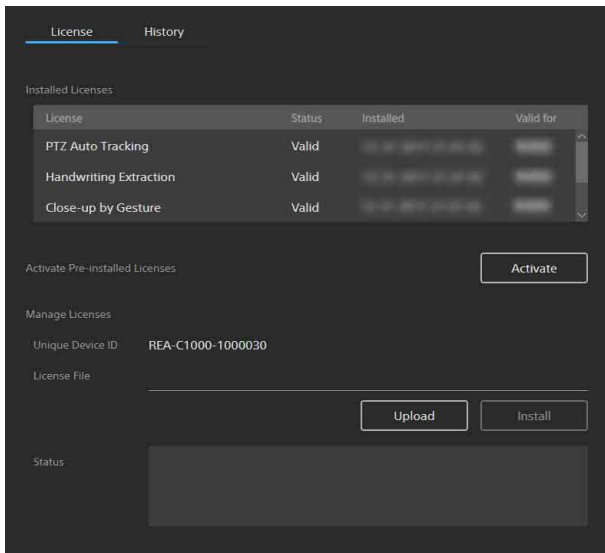 License History
Installed Licenses
License Status Installed Valid for
PTZ Auto Tracking Valid
Handwriting Extraction Valid
Close-up by Gesture Valid
Activate Pre-installed Licenses Activate
Manage Licenses
Unique Device ID REA-C1000-1000030
License File
Upload Install
Status